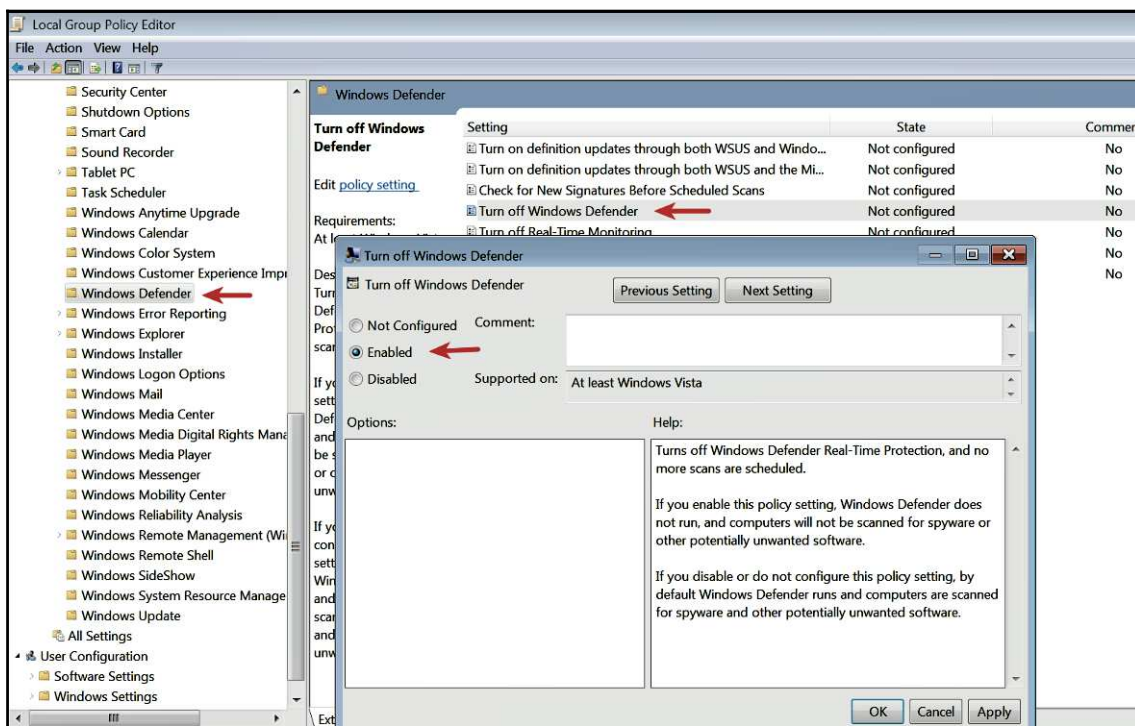 Local Group Policy Editor
File Action View Help
Security Center
Shutdown Options
Smart Card
Sound Recorder
Tablet PC
Task Scheduler
Windows Anytime Upgrade
Windows Calendar
Windows Color System
Windows Customer Experience Impr
Windows Defender
Windows Error Reporting
Windows Explorer
Windows Installer
Windows Logon Options
Windows Mail
Windows Media Center
Windows Media Digital Rights Mana
Windows Media Player
Windows Messenger
Windows Mobility Center
Windows Reliability Analysis
Windows Remote Management (Wi
Windows Remote Shell
Windows SideShow
Windows System Resource Manage
Windows Update
All Settings
User Configuration
Software Settings
Windows Settings
Windows Defender
Turn off Windows
Defender
Edit policy setting
Requirements:
Setting State Commen
Turn on definition updates through both WSUS and Windo... Not configured No
Turn on definition updates through both WSUS and the Mi... Not configured No
Check for New Signatures Before Scheduled Scans Not configured No
Turn off Windows Defender Not configured No
Turn off Real-Time Monitoring Not configured No
No
No
Turn off Windows Defender
Turn off Windows Defender
Previous Setting Next Setting
Not Configured
Enabled
Disabled
Comment:
Supported on: At least Windows Vista
Options:
Help:
Turns off Windows Defender Real-Time Protection, and no
more scans are scheduled.
If you enable this policy setting, Windows Defender does
not run, and computers will not be scanned for spyware or
other potentially unwanted software.
If you disable or do not configure this policy setting, by
default Windows Defender runs and computers are scanned
for spyware and other potentially unwanted software.
OK Cancel Apply